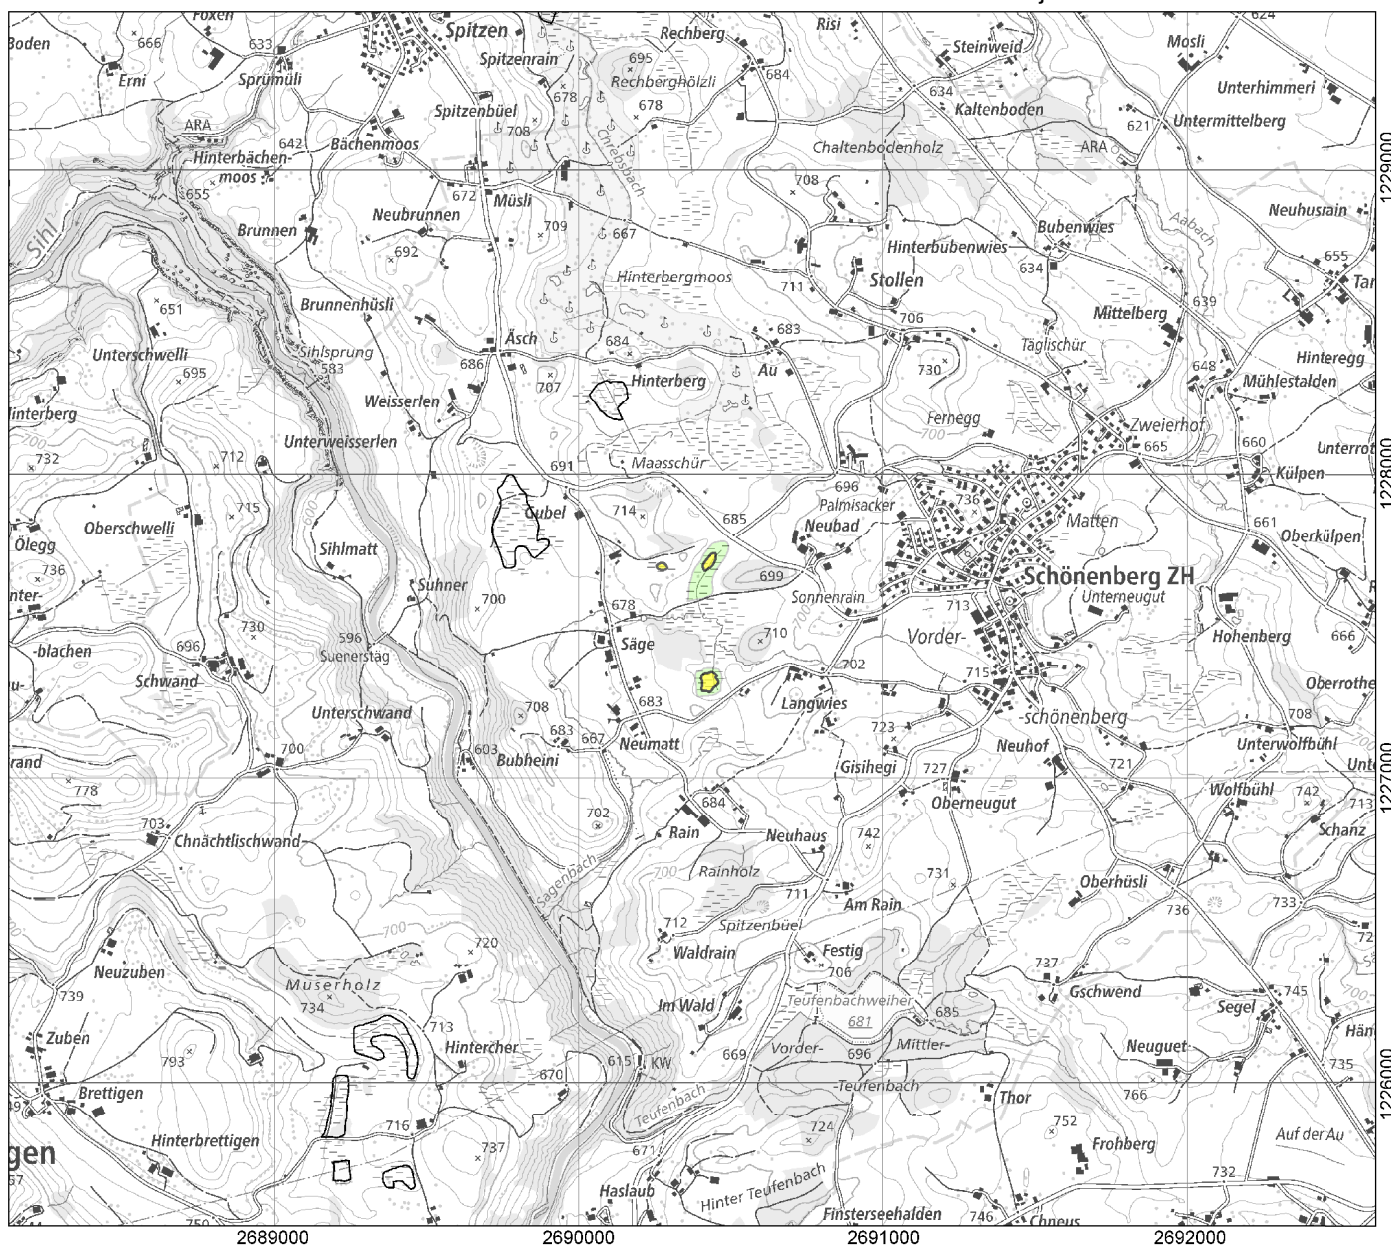 Foxen
633
Spitzen
Rechberg
Risi
624
Boden
666
Spitzenrain
695
Steinweid
Mosli
Erni
Sprümüli
Rechberghölzli
684
634
Unterhimmeri
Spitzenbüel
678
678
Kaltenboden
ARA
708
621
Untermittelberg
642
Bächenmoos
Chrebsbach
Chaltenbodenholz
ARA
Hinterbächen-
moos
655
672
Müsli
708
1229000
Neubrunnen
Aabach
Neuhus
Sihl
Brunnen
709
667
Bubenwies
692
Hinterbubenwies
655
Hinterbergmoos
634
Stollen
Tan
651
Brunnenhüsli
711
639
706
Mittelberg
Äsch
684
683
Unterschwelli
Sihlsprung
583
686
Täglischür
Hinteregg
695
707
Hinterberg
Au
730
648
Mühlestalden
Weisserlen
Hinterberg
Fernegg
Zweierhof
700
Unterweisserlen
700
665
660
732
712
691
Maasschür
1228000
Külpen
696
715
Gubel
714
685
Palmisacker
736
Oberschwelli
600
Neubad
Matten
661
Ölegg
Sihlmatt
Oberkülpen
736
Suhner
699
Schönenberg ZH
Sonnenrain
Unterneugut
700
678
713
730
596
710
700
Vorder-
Hohenberg
666
-blachen
696
Suenerstäg
Säge
702
Schwand
715
Oberrothe
Unterschwand
708
683
Langwies
-schönenberg
708
723
683
667
Neumatt
Neuhof
Unterwolfbühl
700
603
Bubheini
Gisihegi
727
721
1227000
778
684
Oberneugut
Wolfbühl
742
713
703
702
Rain
Neuhaus
742
Schanz
Chnächtlischwand
700
Rainholz
731
Oberhüsli
Sagenbach
711
Am Rain
736
733
700
712
Spitzenbüel
720
Waldrain
Festig
Neuzuben
706
737
Müserholz
Gschwend
745
739
734
Im Wald
Teufenbachweiher
Segel
681
685
713
Zuben
Hintercher
669
Vorder-
696
Mittler-
Neuguet
793
615
KW
735
670
-Teufenbach
1226000
Brettigen
Thor
766
Teufenbach
716
724
752
Auf der Au
Hinterbrettigen
737
671
Frohberg
gen
Haslaub
Hinter Teufenbach
732
750
Finsterseehalden
746
Chneus
2689000
2690000
2691000
2692000